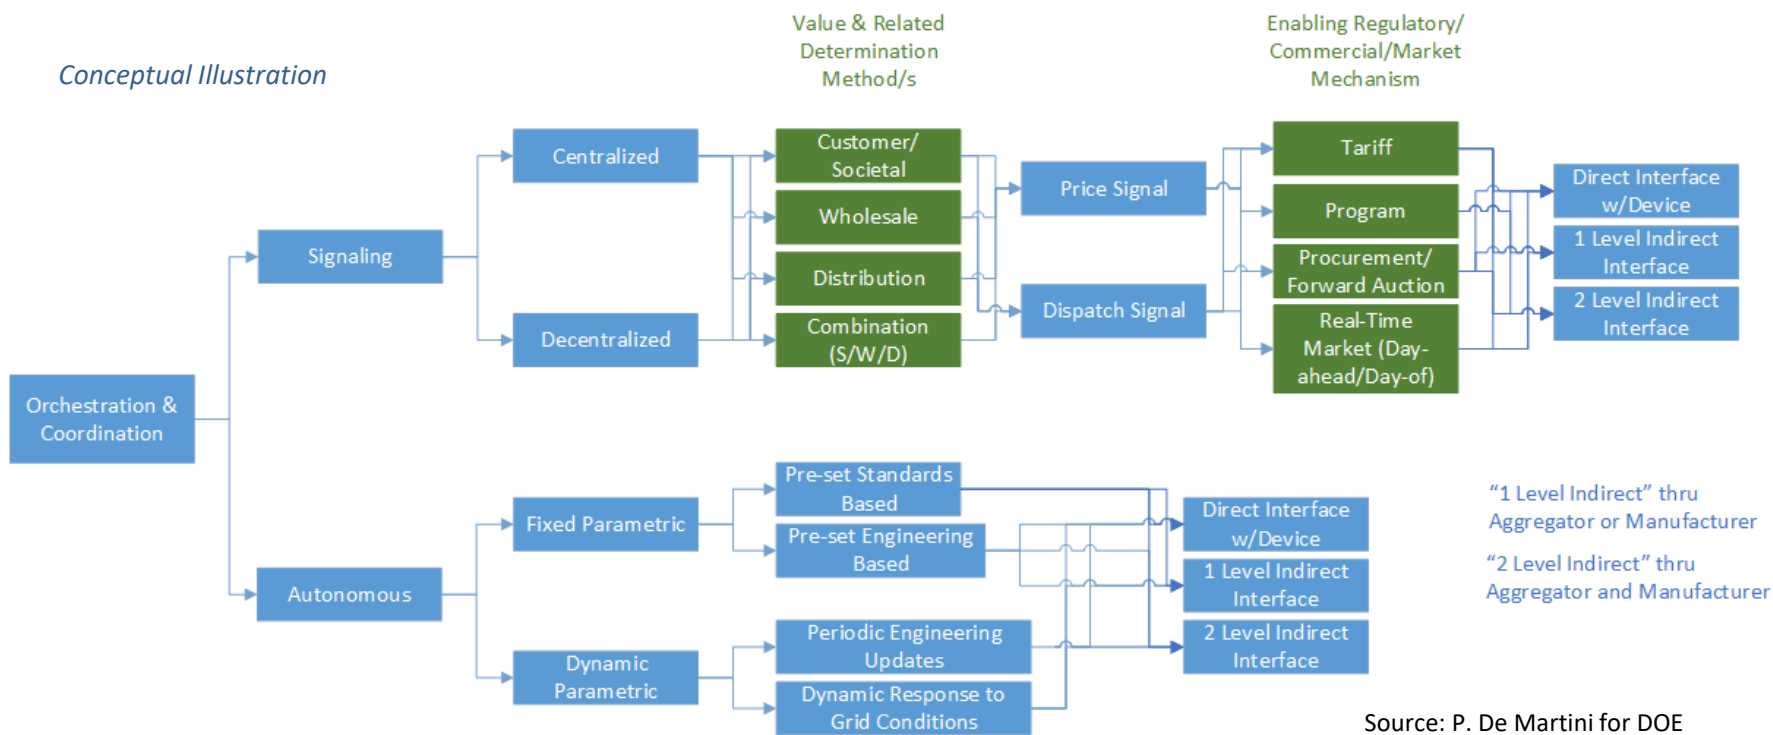 Conceptual Illustration
Value & Related
Determination
Method/s
Enabling Regulatory/
Commercial/Market
Mechanism
Centralized
Customer/
Societal
Tariff
Direct Interface
w/Device
Price Signal
Wholesale
Program
1 Level Indirect
Interface
Signaling
Distribution
Procurement/
Forward Auction
Dispatch Signal
2 Level Indirect
Interface
Decentralized
Combination
(S/W/D)
Real-Time
Market (Day-
ahead/Day-of)
Orchestration &
Coordination
Pre-set Standards
Based
Fixed Parametric
Direct Interface
w/Device
Pre-set Engineering
Based
1 Level Indirect
Interface
Autonomous
Periodic Engineering
Updates
2 Level Indirect
Interface
Dynamic
Parametric
Dynamic Response to
Grid Conditions
“1 Level Indirect” thru
Aggregator or Manufacturer
“2 Level Indirect” thru
Aggregator and Manufacturer
Source: P. De Martini for DOE